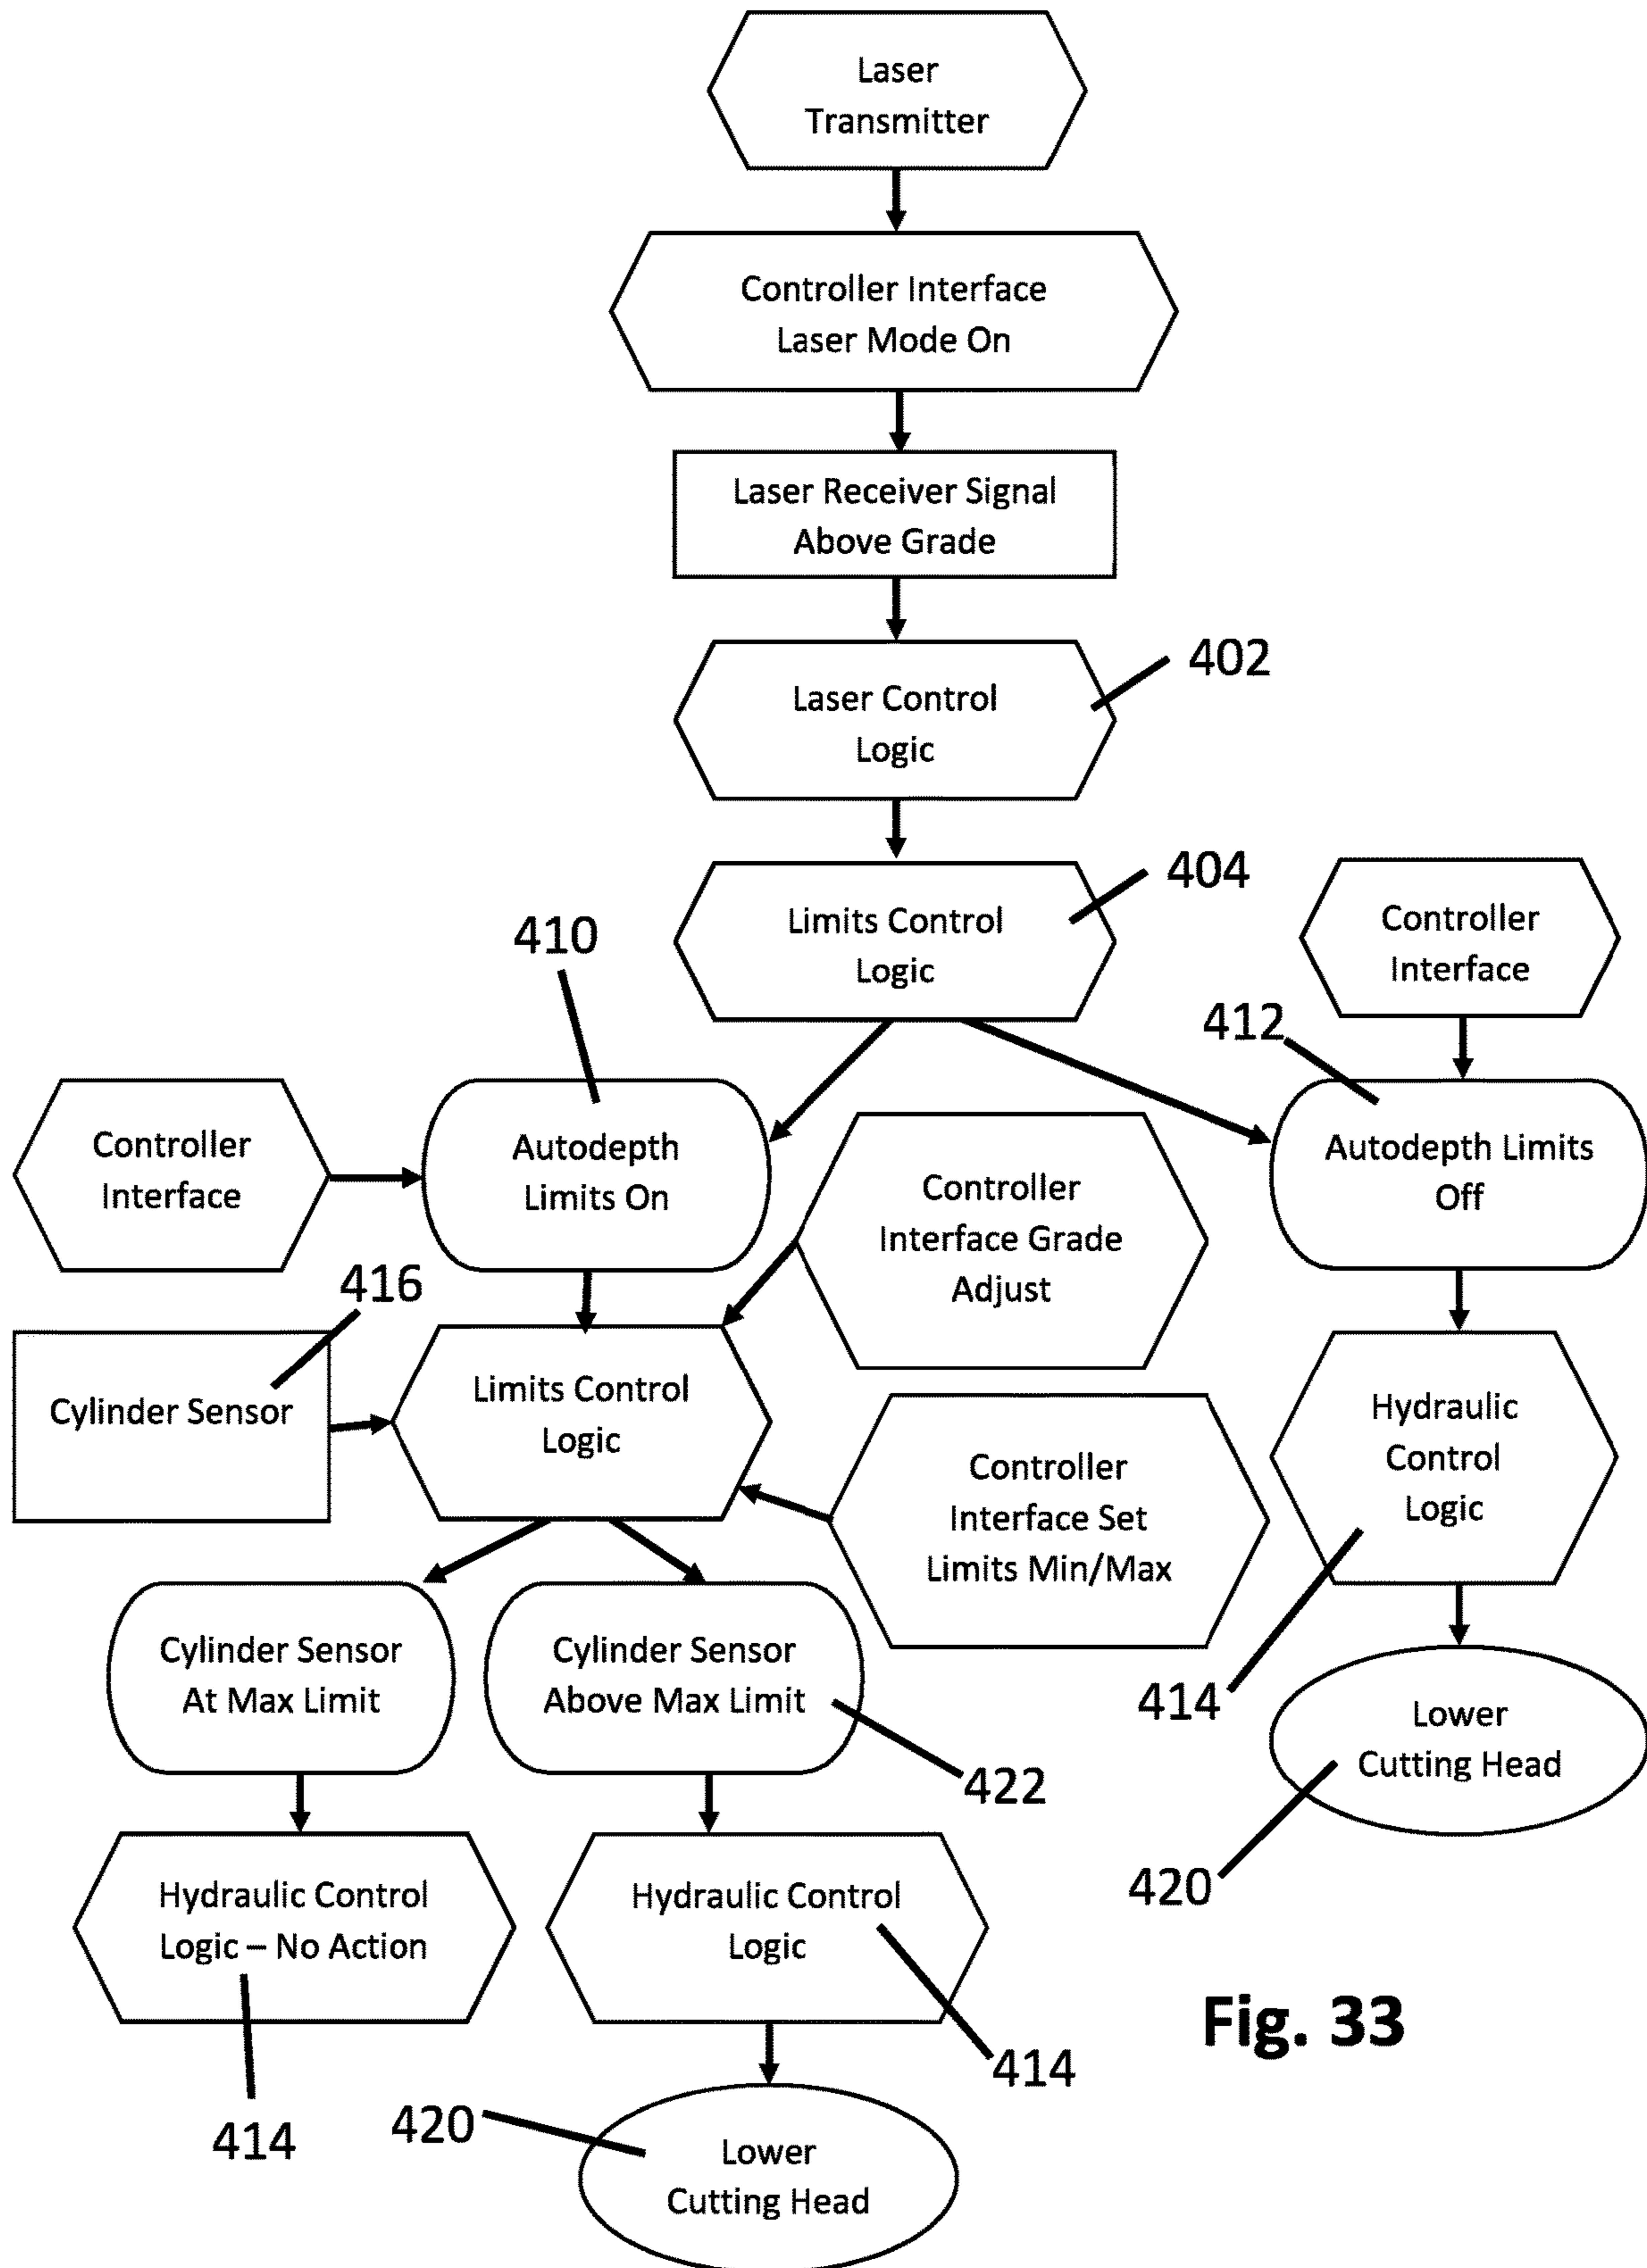 Laser
Transmitter
Controller Interface
Laser Mode On
Laser Receiver Signal
Above Grade
Laser Control
Logic
402
Limits Control
Logic
404
Controller
Interface
410
412
Controller
Interface
Autodepth
Limits On
Controller
Interface Grade
Adjust
Autodepth Limits
Off
416
Cylinder Sensor
Limits Control
Logic
Controller
Interface Set
Limits Min/Max
Hydraulic
Control
Logic
414
Cylinder Sensor
At Max Limit
Cylinder Sensor
Above Max Limit
422
Lower
Cutting Head
420
Hydraulic Control
Logic – No Action
414
Hydraulic Control
Logic
414
420
Lower
Cutting Head
Fig. 33